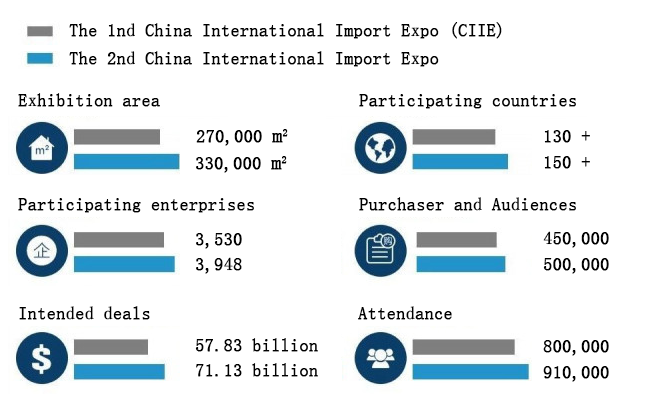 The 1nd China International Import Expo (CIIE)
The 2nd China International Import Expo
Exhibition area
m²
270,000 m²
330,000 m²
Participating countries
130 +
150 +
Participating enterprises
企
3,530
3,948
Purchaser and Audiences
购
450,000
500,000
Intended deals
$
57.83 billion
71.13 billion
Attendance
800,000
910,000